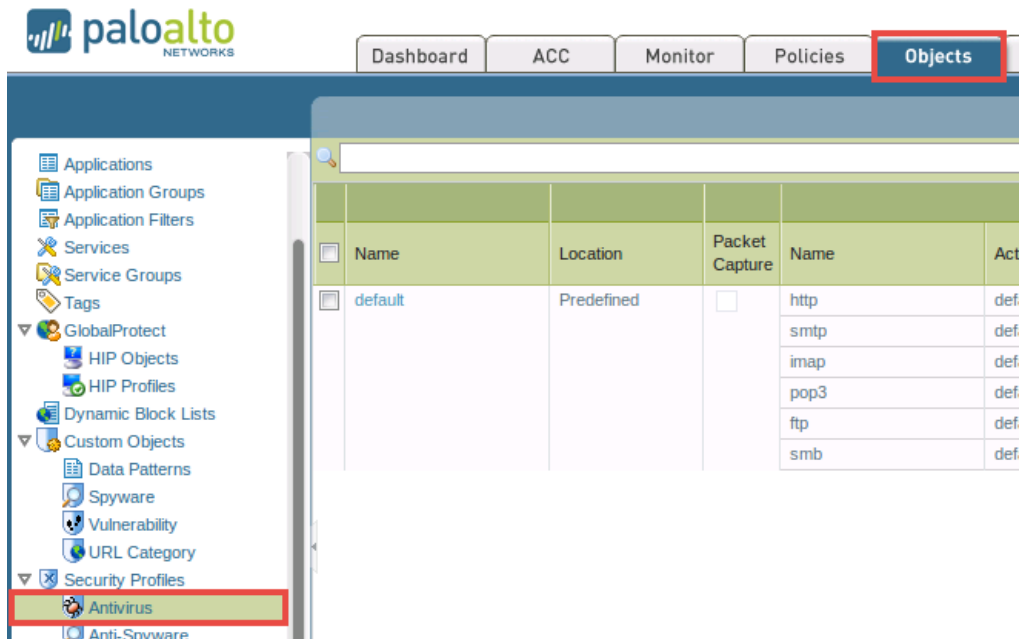 paloalto
NETWORKS
Dashboard
ACC
Monitor
Policies
Objects
Applications
Application Groups
Application Filters
Services
Service Groups
Tags
GlobalProtect
HIP Objects
HIP Profiles
Dynamic Block Lists
Custom Objects
Data Patterns
Spyware
Vulnerability
URL Category
Security Profiles
Antivirus
Anti-Spyware
Name Location Packet Capture Name
default Predefined http
smtp
imap
pop3
ftp
smb